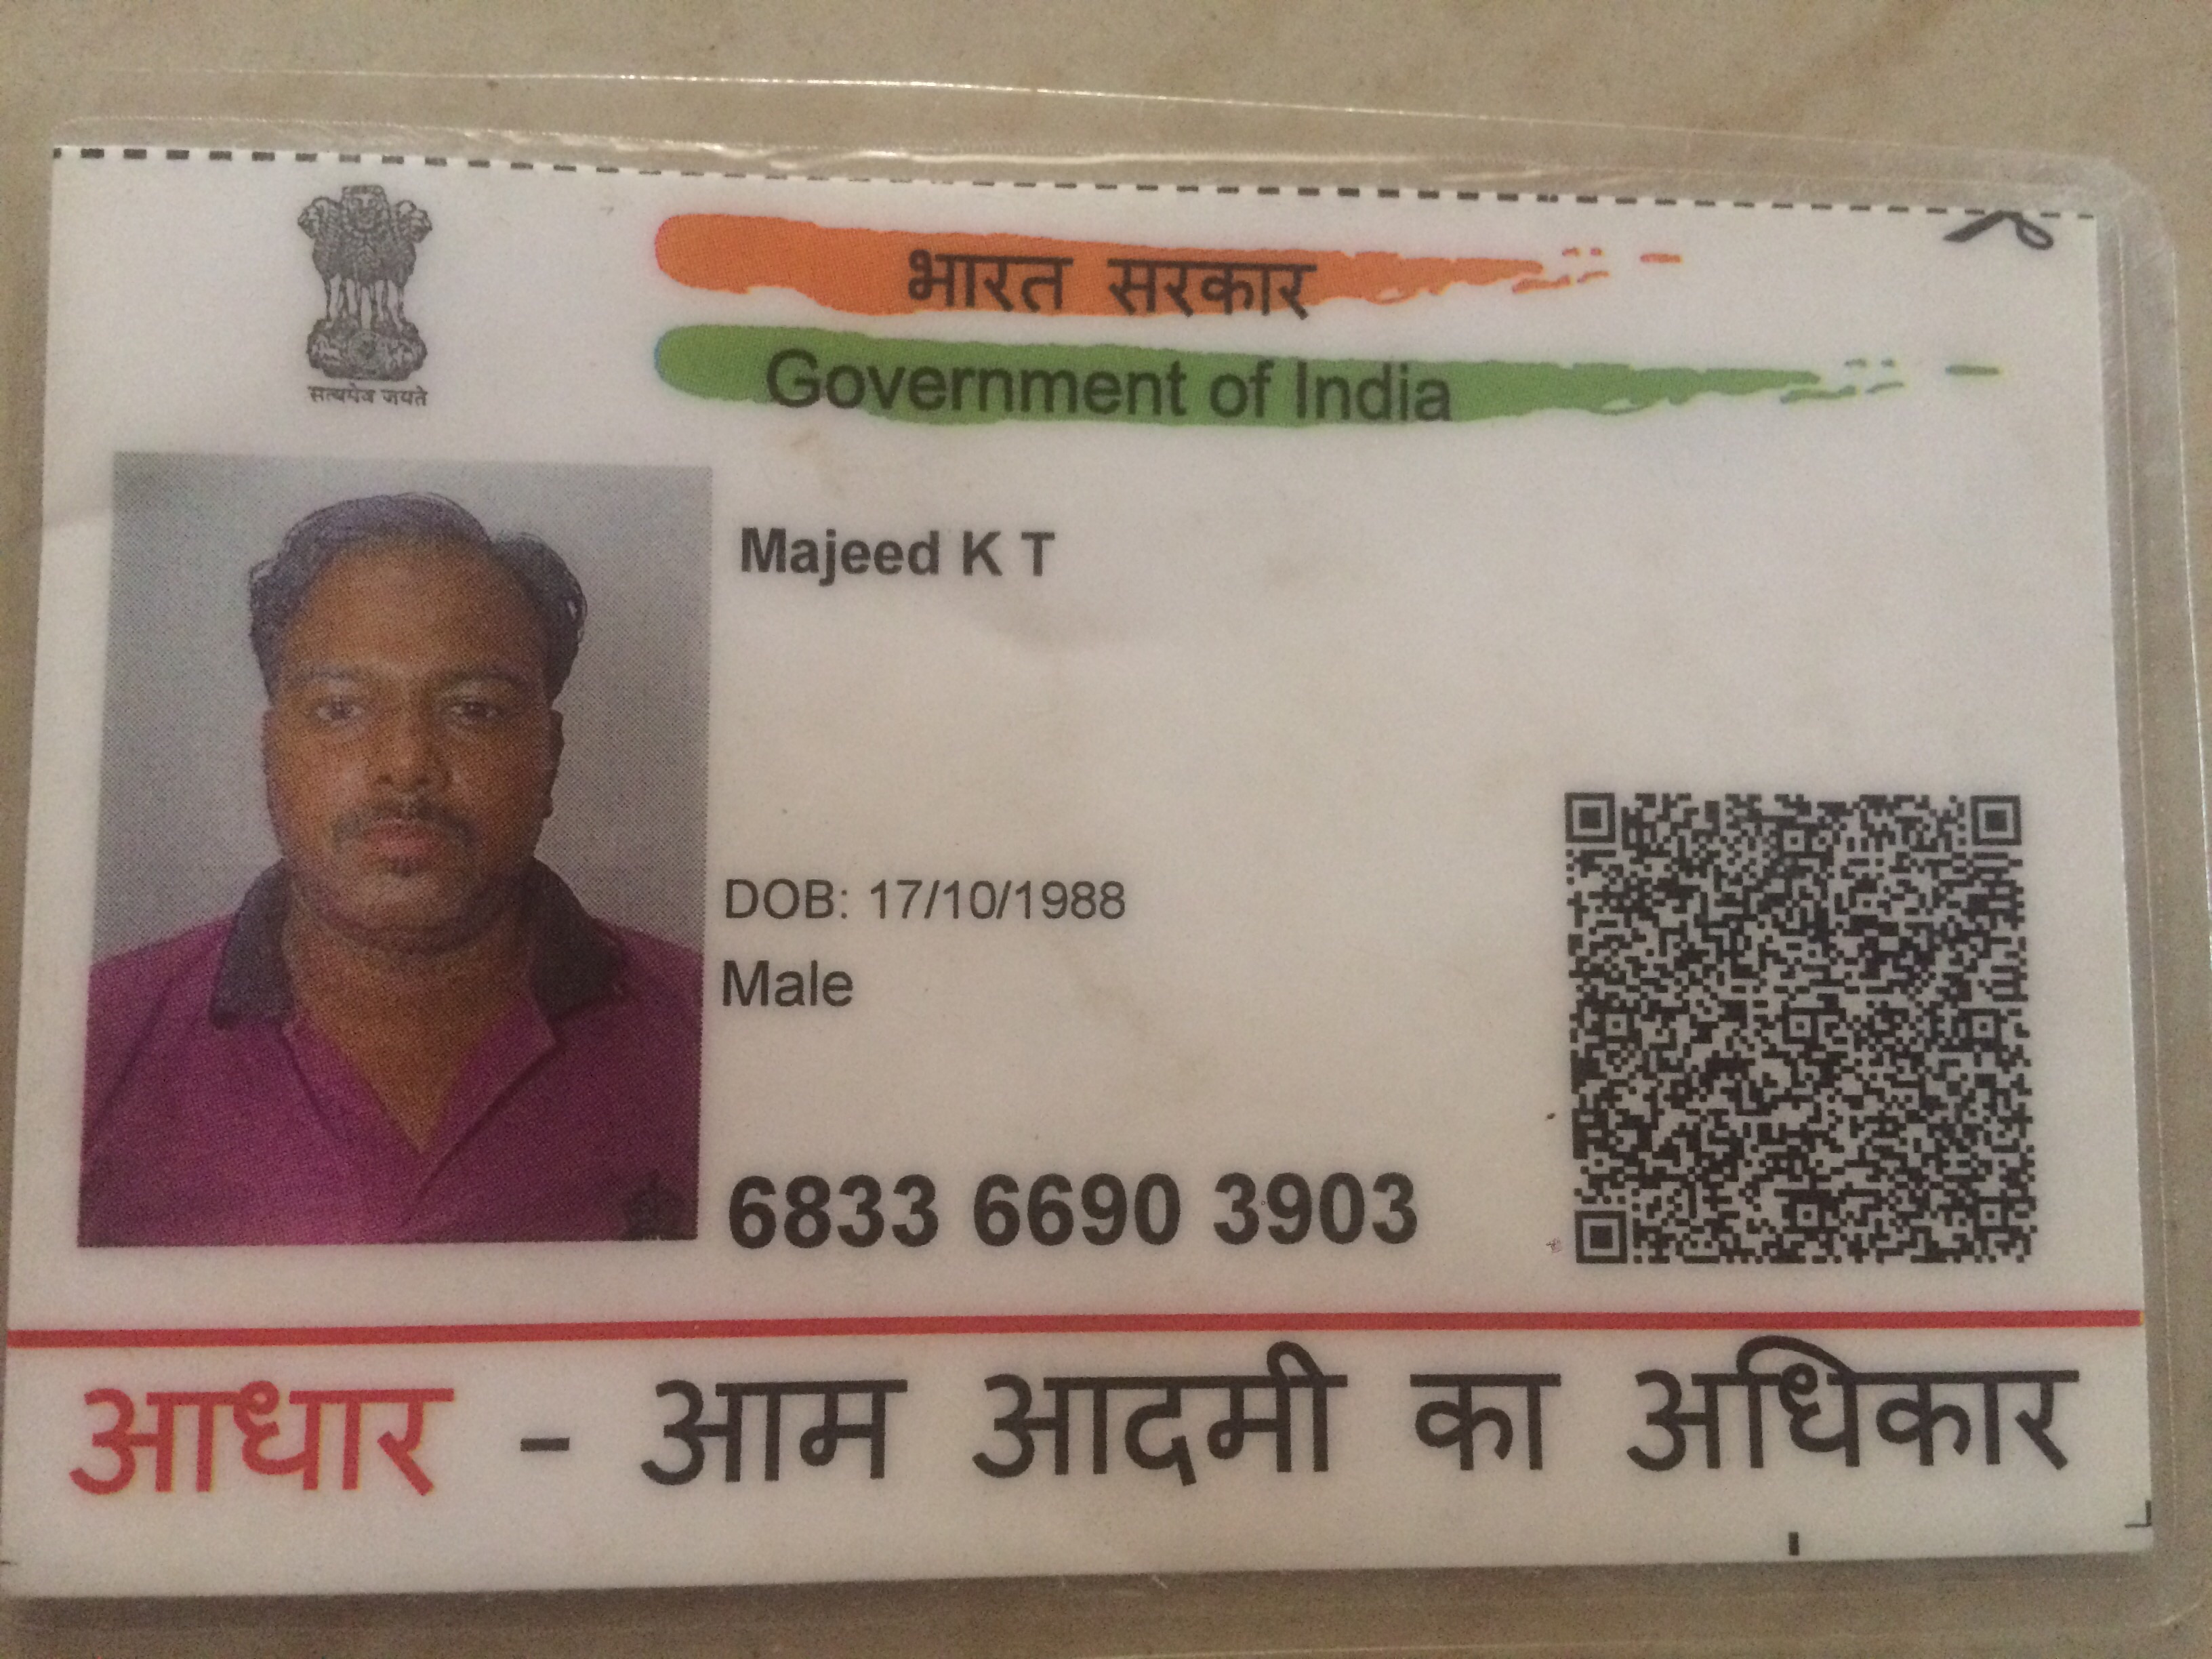 भारत सरकार
Government of India
सत्यमेव जयते
Majeed K T
DOB: 17/10/1988
Male
6833 6690 3903
आधार - आम आदमी का अधिकार